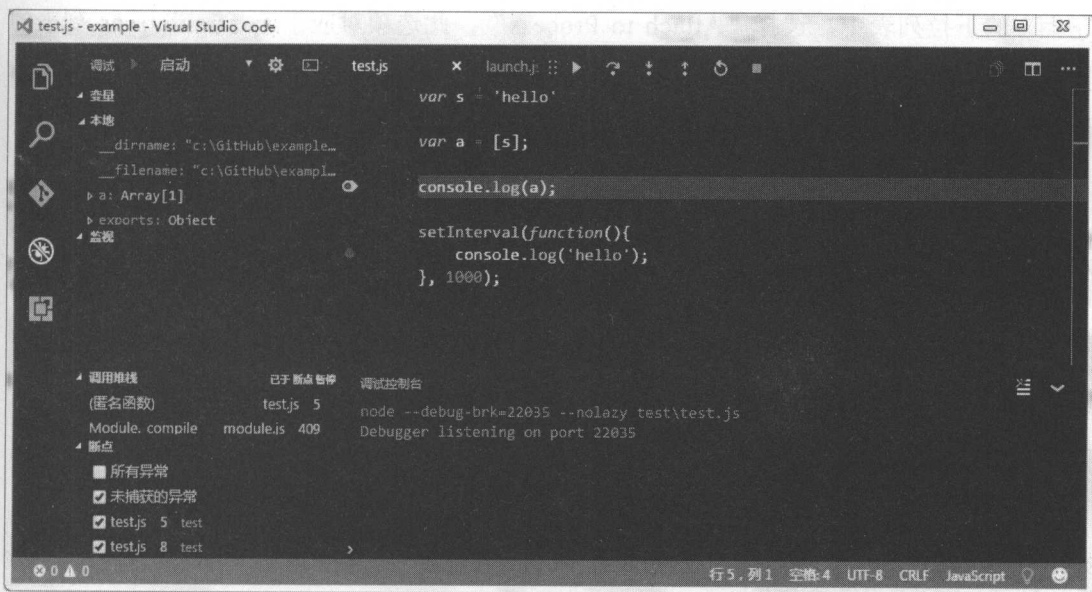 test.js - example - Visual Studio Code
调试 启动 test.js × launch.js
变量
var s = 'hello'
本地
__dirname: "c:\GitHub\example…
var a = [s];
__filename: "c:\GitHub\exampl…
a: Array[1]
console.log(a);
exports: Object
监视
setInterval(function(){
console.log('hello');
}, 1000);
调用堆栈 已于 断点 暂停
(匿名函数) test.js 5
Module._compile module.js 409
断点
所有异常
未捕获的异常
test.js 5 test
test.js 8 test
调试控制台
node --debug-brk=22035 --nolazy test\test.js
Debugger listening on port 22035
0 0
行 5，列 1 空格: 4 UTF-8 CRLF JavaScript